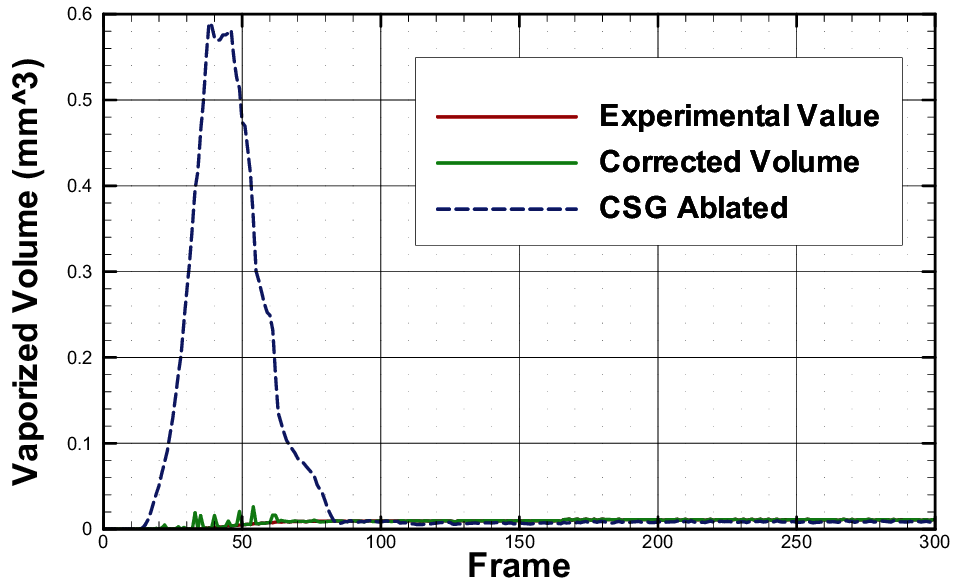 0.6
0.5
0.4
0.3
0.2
0.1
0
Vaporized Volume (mm^3)
Experimental Value
Corrected Volume
CSG Ablated
0 50 100 150 200 250 300
Frame